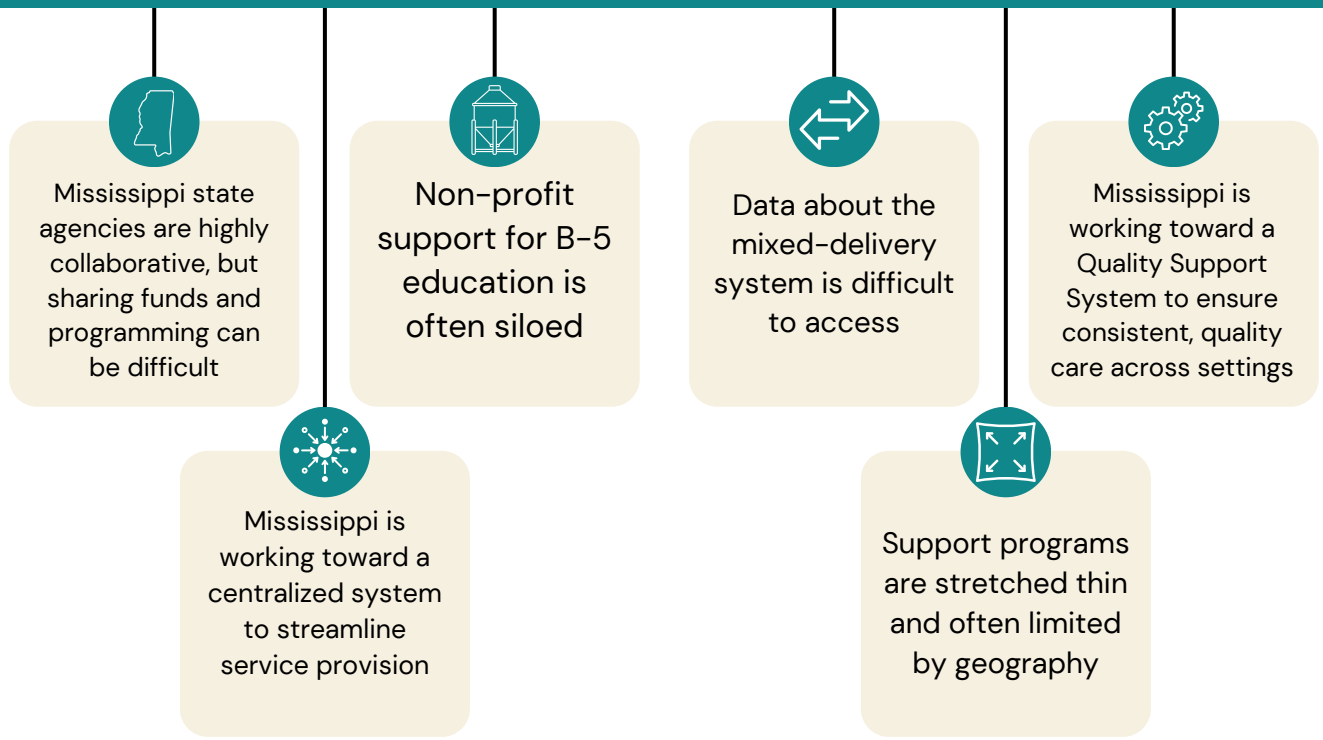 Mississippi state
agencies are highly
collaborative, but
sharing funds and
programming can
be difficult
Mississippi is
working toward a
centralized system
to streamline
service provision
Non-profit
support for B-5
education is
often siloed
Data about the
mixed-delivery
system is difficult
to access
Support programs
are stretched thin
and often limited
by geography
Mississippi is
working toward a
Quality Support
System to ensure
consistent, quality
care across settings